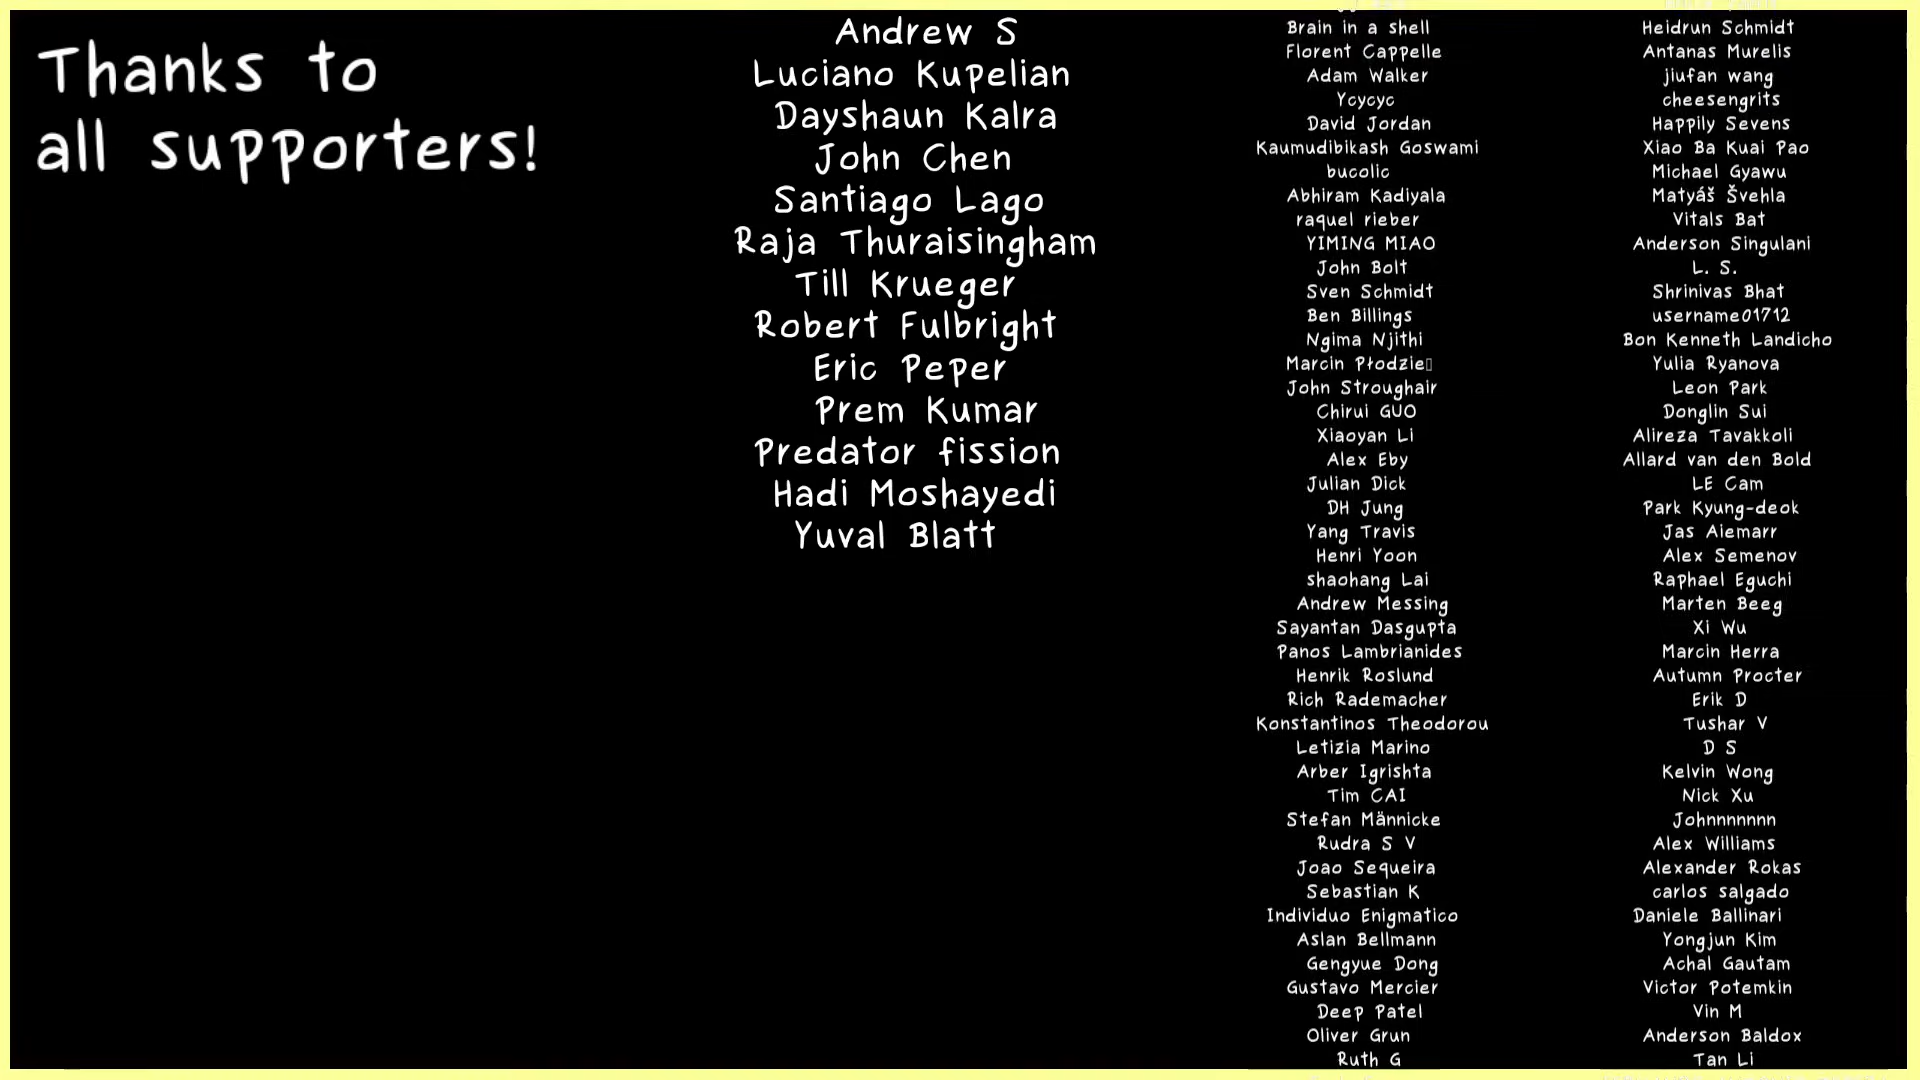 Thanks to
all supporters!
Andrew S
Luciano Kupelian
Dayshaun Kalra
John Chen
Santiago Lago
Raja Thuraisingham
Till Krueger
Robert Fulbright
Eric Peper
Prem Kumar
Predator fission
Hadi Moshayedi
Yuval Blatt
Brain in a shell
Florent Cappelle
Adam Walker
Ycycyc
David Jordan
Kaumudibikash Goswami
bucolic
Abhiram Kadiyala
raquel rieber
YIMING MIAO
John Bolt
Sven Schmidt
Ben Billings
Ngima Njithi
Marcin Płodzie▯
John Stroughair
Chirui GUO
Xiaoyan Li
Alex Eby
Julian Dick
DH Jung
Yang Travis
Henri Yoon
shaohang Lai
Andrew Messing
Sayantan Dasgupta
Panos Lambrianides
Henrik Roslund
Rich Rademacher
Konstantinos Theodorou
Letizia Marino
Arber Igrishta
Tim CAI
Stefan Männicke
Rudra S V
Joao Sequeira
Sebastian K
Individuo Enigmatico
Aslan Bellmann
Gengyue Dong
Gustavo Mercier
Deep Patel
Oliver Grun
Ruth G
Heidrun Schmidt
Antanas Murelis
jiufan wang
cheesengrits
Happily Sevens
Xiao Ba Kuai Pao
Michael Gyawu
Matyáš Švehla
Vitals Bat
Anderson Singulani
L. S.
Shrinivas Bhat
username01712
Bon Kenneth Landicho
Yulia Ryanova
Leon Park
Donglin Sui
Alireza Tavakkoli
Allard van den Bold
LE Cam
Park Kyung-deok
Jas Aiemarr
Alex Semenov
Raphael Eguchi
Marten Beeg
Xi Wu
Marcin Herra
Autumn Procter
Erik D
Tushar V
D S
Kelvin Wong
Nick Xu
Johnnnnnnn
Alex Williams
Alexander Rokas
carlos salgado
Daniele Ballinari
Yongjun Kim
Achal Gautam
Victor Potemkin
Vin M
Anderson Baldox
Tan Li